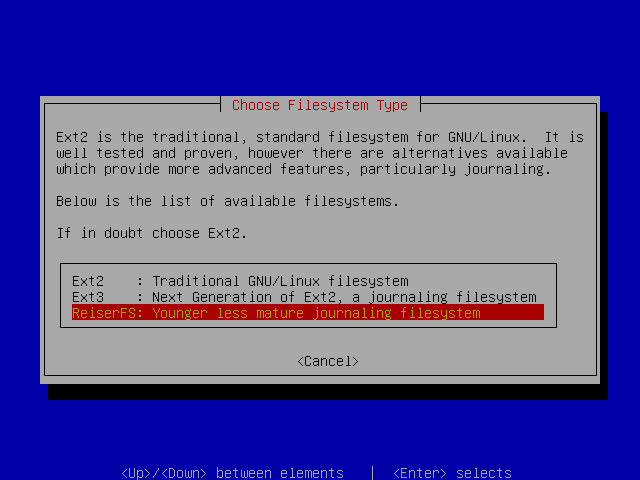 Choose Filesystem Type
Ext2 is the traditional, standard filesystem for GNU/Linux.  It is
well tested and proven, however there are alternatives available
which provide more advanced features, particularly journaling.
Below is the list of available filesystems.
If in doubt choose Ext2.
Ext2    : Traditional GNU/Linux filesystem
Ext3    : Next Generation of Ext2, a journaling filesystem
ReiserFS: Younger less mature journaling filesystem
<Cancel>
<Up>/<Down> between elements   |  <Enter> selects